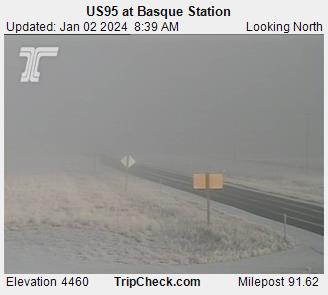 US95 at Basque Station
Updated: Jan 02 2024 8:39 AM Looking North
Elevation 4460 TripCheck.com Milepost 91.62